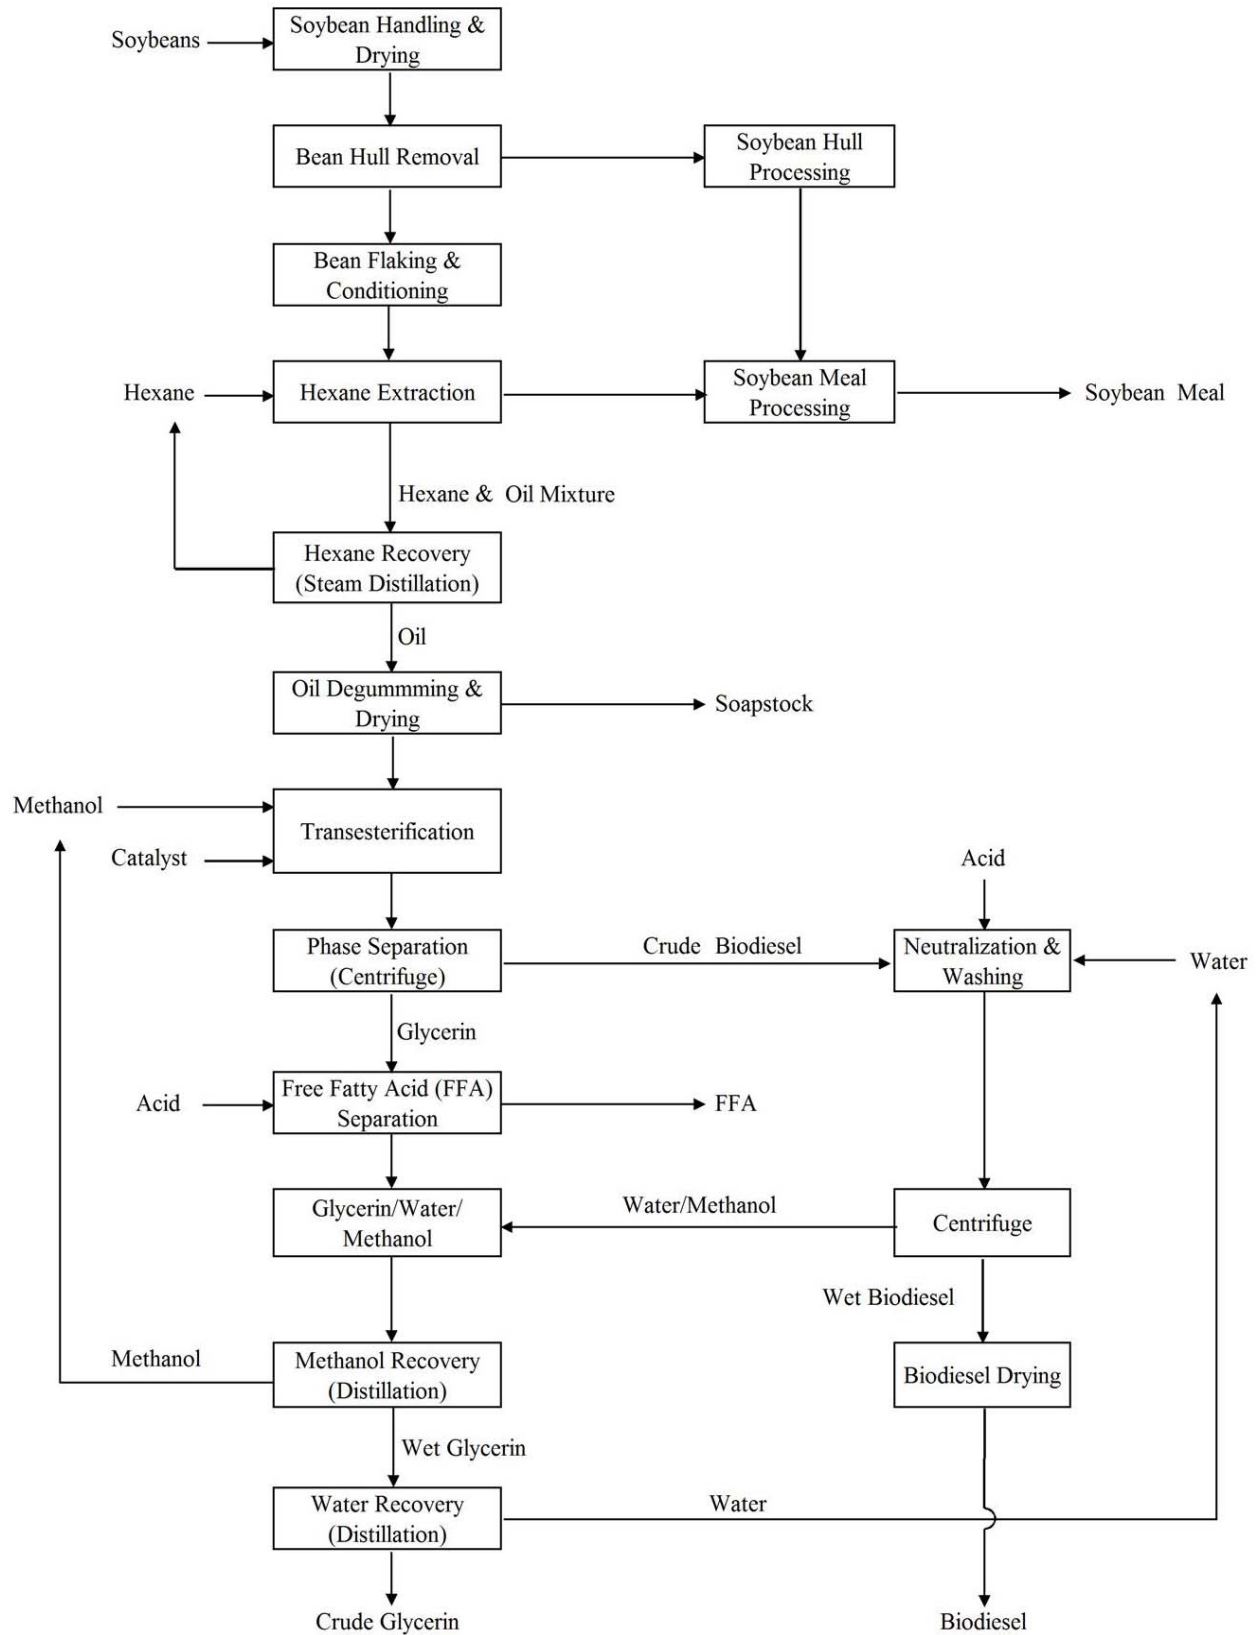 Soybeans
Soybean Handling &
Drying
Bean Hull Removal
Soybean Hull
Processing
Bean Flaking &
Conditioning
Hexane
Hexane Extraction
Soybean Meal
Processing
Soybean Meal
Hexane & Oil Mixture
Hexane Recovery
(Steam Distillation)
Oil
Oil Degummming &
Drying
Soapstock
Methanol
Transesterification
Catalyst
Acid
Phase Separation
(Centrifuge)
Crude Biodiesel
Neutralization &
Washing
Water
Glycerin
Acid
Free Fatty Acid (FFA)
Separation
FFA
Glycerin/Water/
Methanol
Water/Methanol
Centrifuge
Wet Biodiesel
Methanol
Methanol Recovery
(Distillation)
Biodiesel Drying
Wet Glycerin
Water Recovery
(Distillation)
Water
Crude Glycerin
Biodiesel